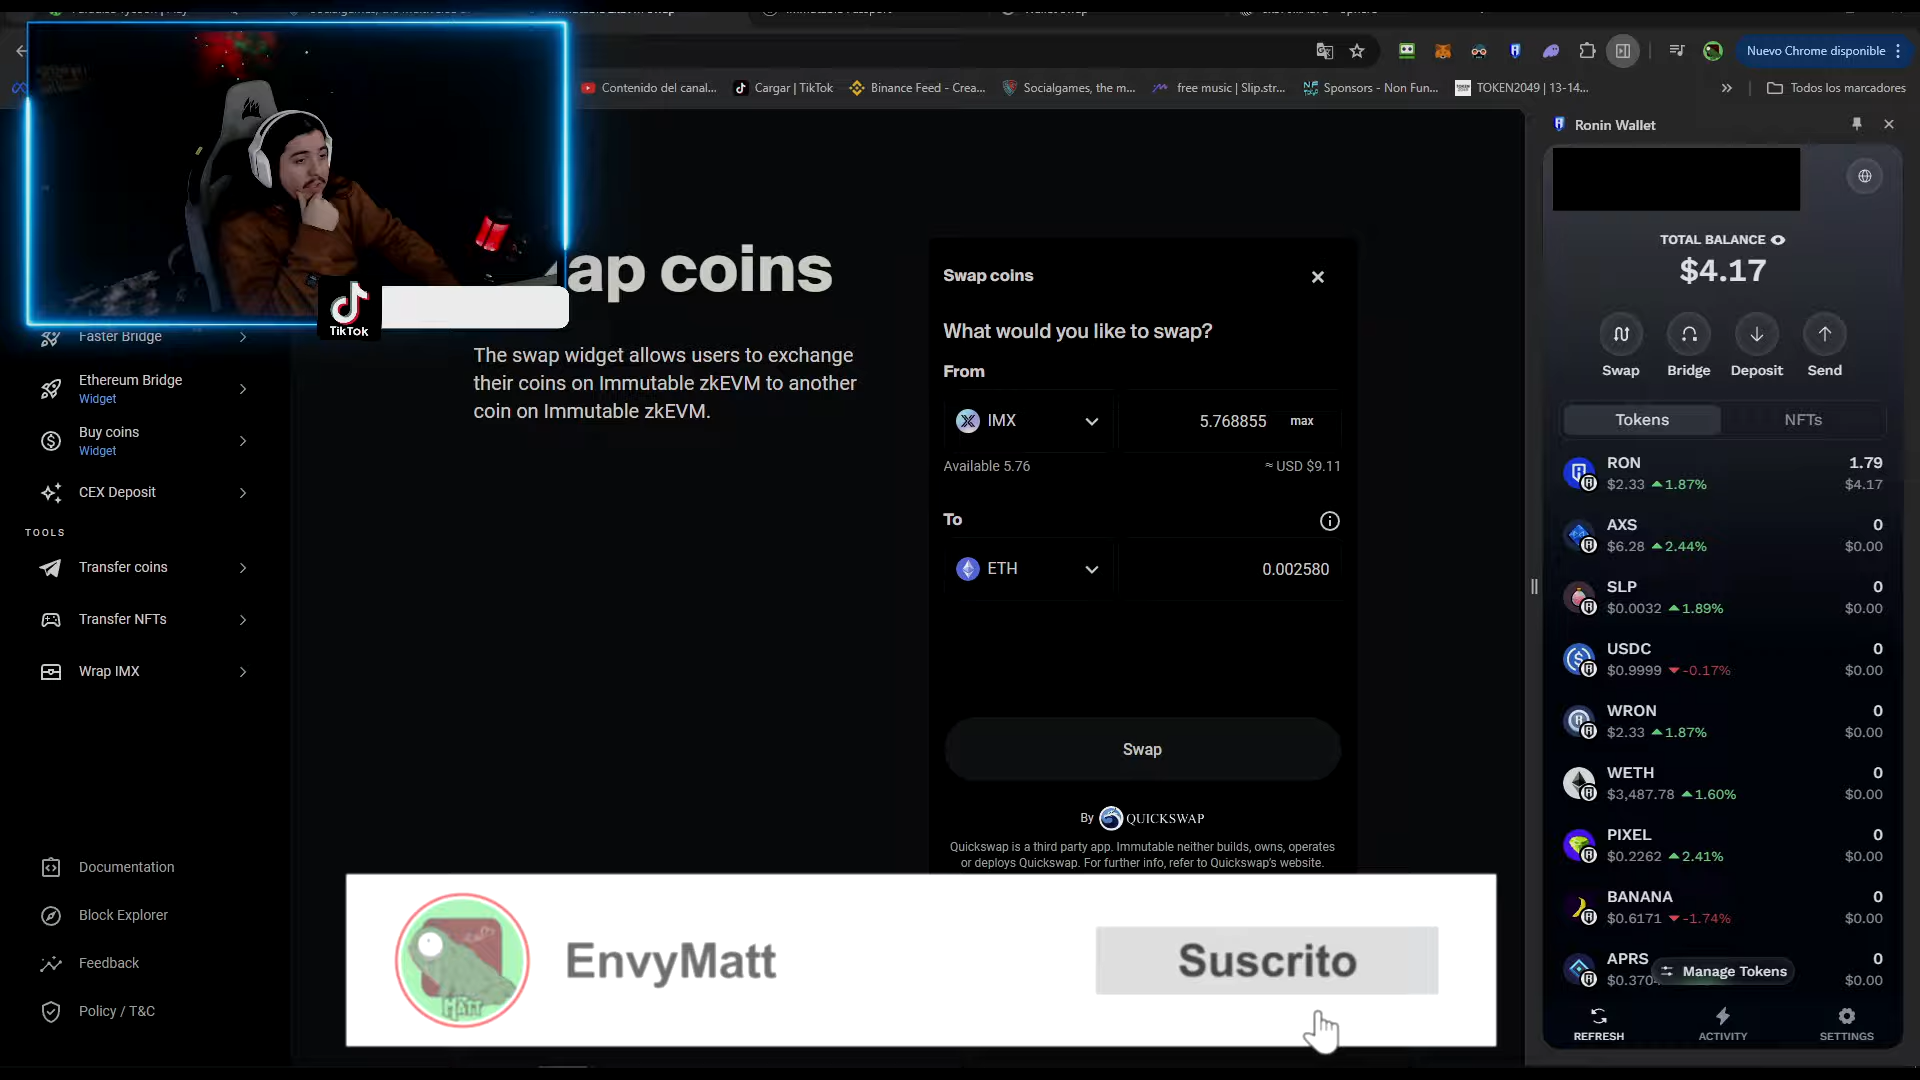 Nuevo Chrome disponible
Contenido del canal...
Cargar | TikTok
Binance Feed - Crea...
Socialgames, the m...
free music | Slip.str...
Sponsors - Non Fun...
TOKEN2049 | 13-14...
Todos los marcadores
TikTok
Faster Bridge
Ethereum Bridge
Widget
Buy coins
Widget
CEX Deposit
TOOLS
Transfer coins
Transfer NFTs
Wrap IMX
Documentation
Block Explorer
Feedback
Policy / T&C
ap coins
The swap widget allows users to exchange
their coins on Immutable zkEVM to another
coin on Immutable zkEVM.
Swap coins
What would you like to swap?
From
IMX
5.768855 max
Available 5.76
≈ USD $9.11
To
ETH
0.002580
Swap
By QUICKSWAP
Quickswap is a third party app. Immutable neither builds, owns, operates
or deploys Quickswap. For further info, refer to Quickswap's website.
Ronin Wallet
TOTAL BALANCE
$4.17
Swap Bridge Deposit Send
Tokens NFTs
RON 1.79
$2.33 1.87% $4.17
AXS 0
$6.28 2.44% $0.00
SLP 0
$0.0032 1.89% $0.00
USDC 0
$0.9999 -0.17% $0.00
WRON 0
$2.33 1.87% $0.00
WETH 0
$3,487.78 1.60% $0.00
PIXEL 0
$0.2262 2.41% $0.00
BANANA 0
$0.6171 -1.74% $0.00
APRS 0
$0.00
Manage Tokens
REFRESH ACTIVITY SETTINGS
MATT
EnvyMatt
Suscrito